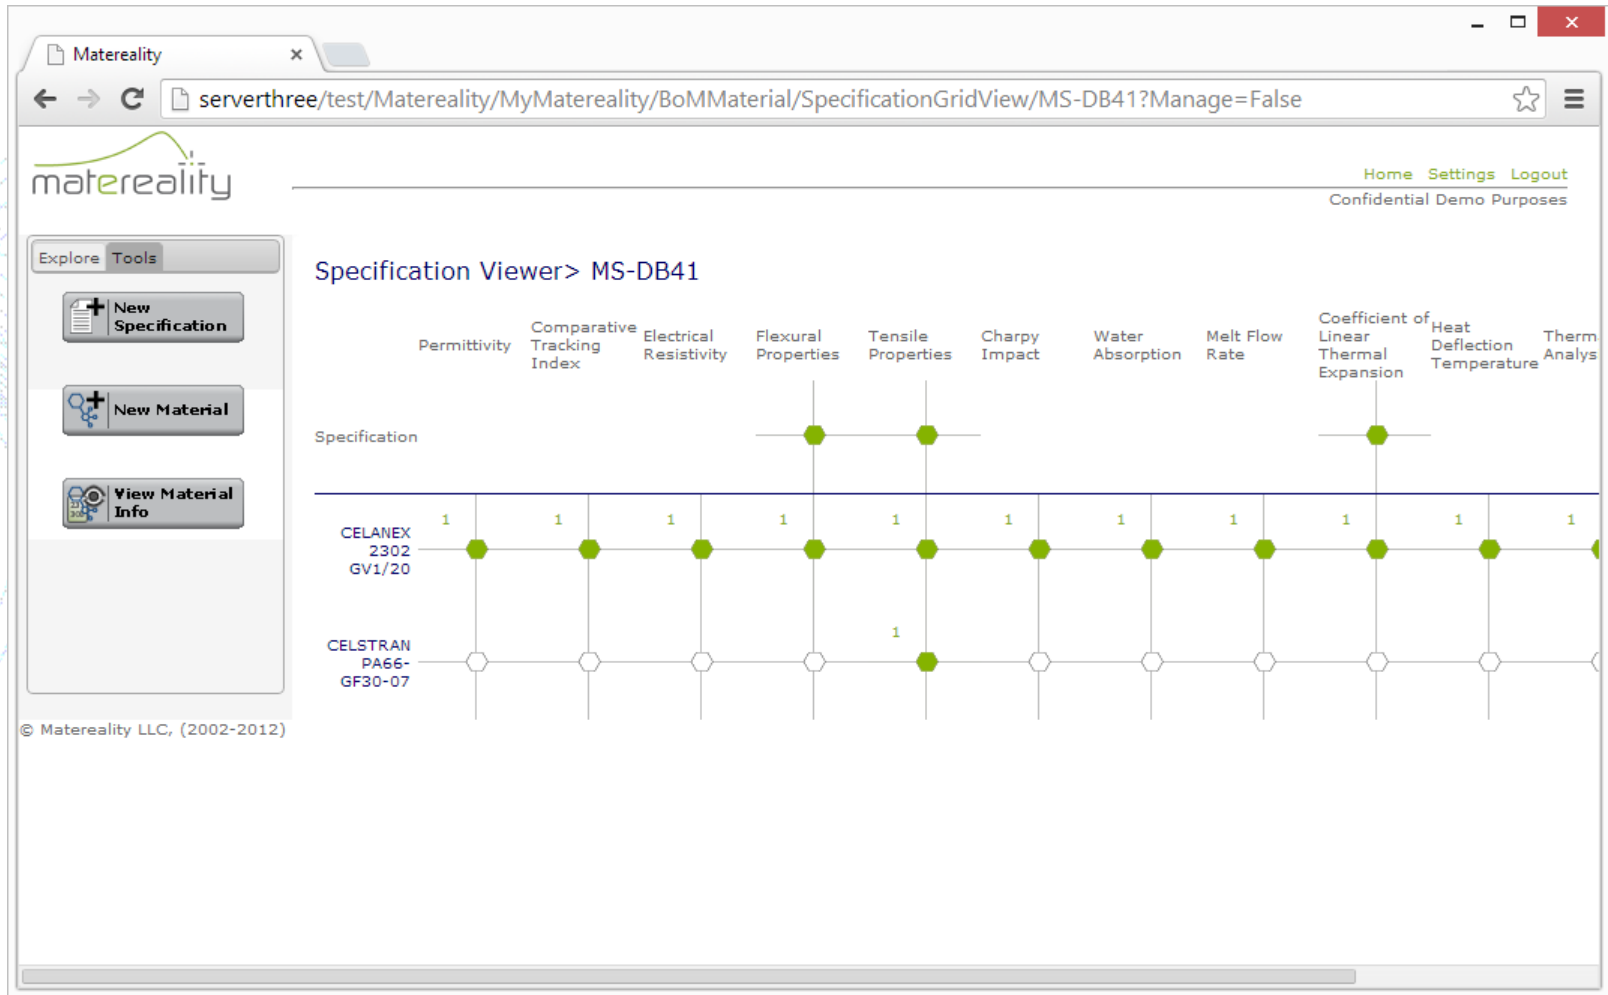 Matereality
serverthree/test/Matereality/MyMatereality/BoMMaterial/SpecificationGridView/MS-DB41?Manage=False
matereality
Home Settings Logout
Confidential Demo Purposes
Explore Tools
New
Specification
New Material
View Material
Info
© Matereality LLC, (2002-2012)
Specification Viewer> MS-DB41
Permittivity
Comparative
Tracking
Index
Electrical
Resistivity
Flexural
Properties
Tensile
Properties
Charpy
Impact
Water
Absorption
Melt Flow
Rate
Coefficient of
Linear
Thermal
Expansion
Heat
Deflection
Temperature
Therm
Analys
Specification
1 1 1 1 1 1 1 1 1 1 1
CELANEX
2302
GV1/20
1
CELSTRAN
PA66-
GF30-07